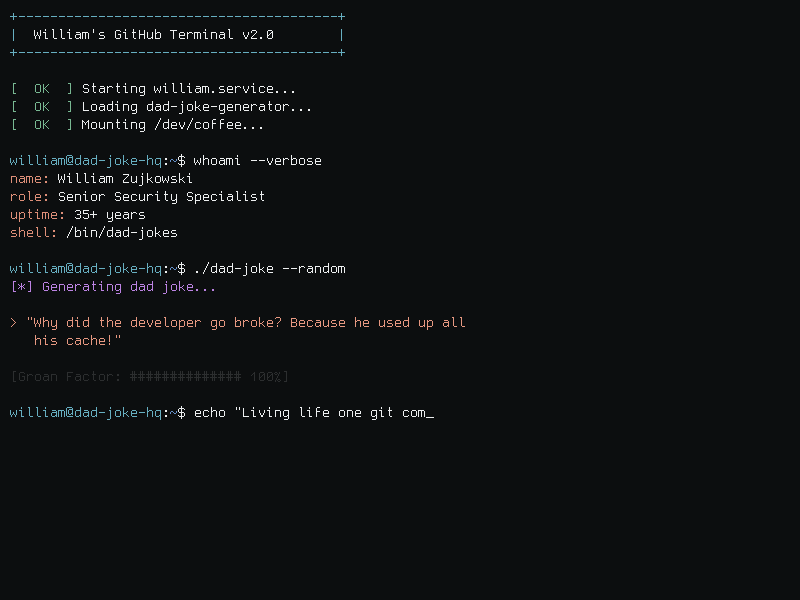 +----------------------------------------+
|  William's GitHub Terminal v2.0        |
+----------------------------------------+
[  OK  ] Starting william.service...
[  OK  ] Loading dad-joke-generator...
[  OK  ] Mounting /dev/coffee...
william@dad-joke-hq:~$ whoami --verbose
name: William Zujkowski
role: Senior Security Specialist
uptime: 35+ years
shell: /bin/dad-jokes
william@dad-joke-hq:~$ ./dad-joke --random
[*] Generating dad joke...
> "Why did the developer go broke? Because he used up all
his cache!"
[Groan Factor: ############## 100%]
william@dad-joke-hq:~$ echo "Living life one git com_